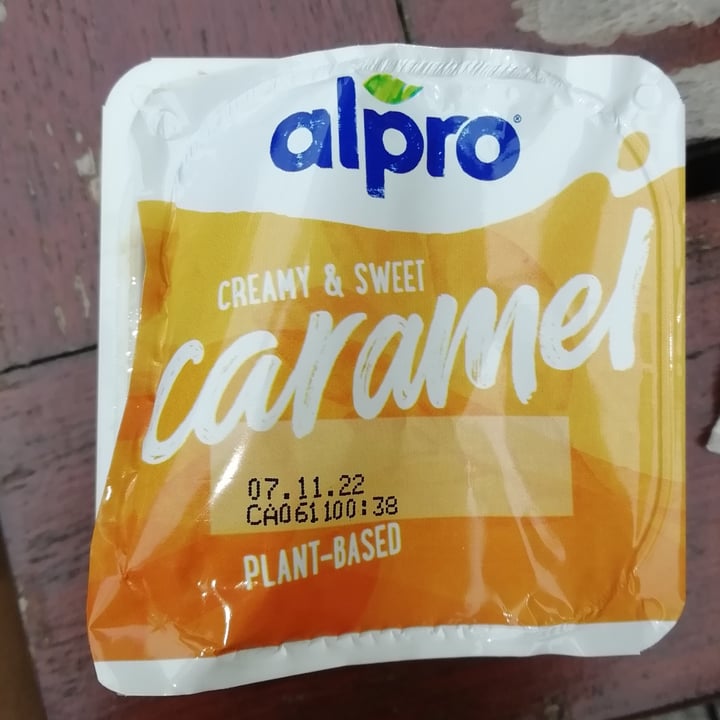 alpro®
CREAMY & SWEET
caramel
07.11.22
CA061100:38
PLANT-BASED